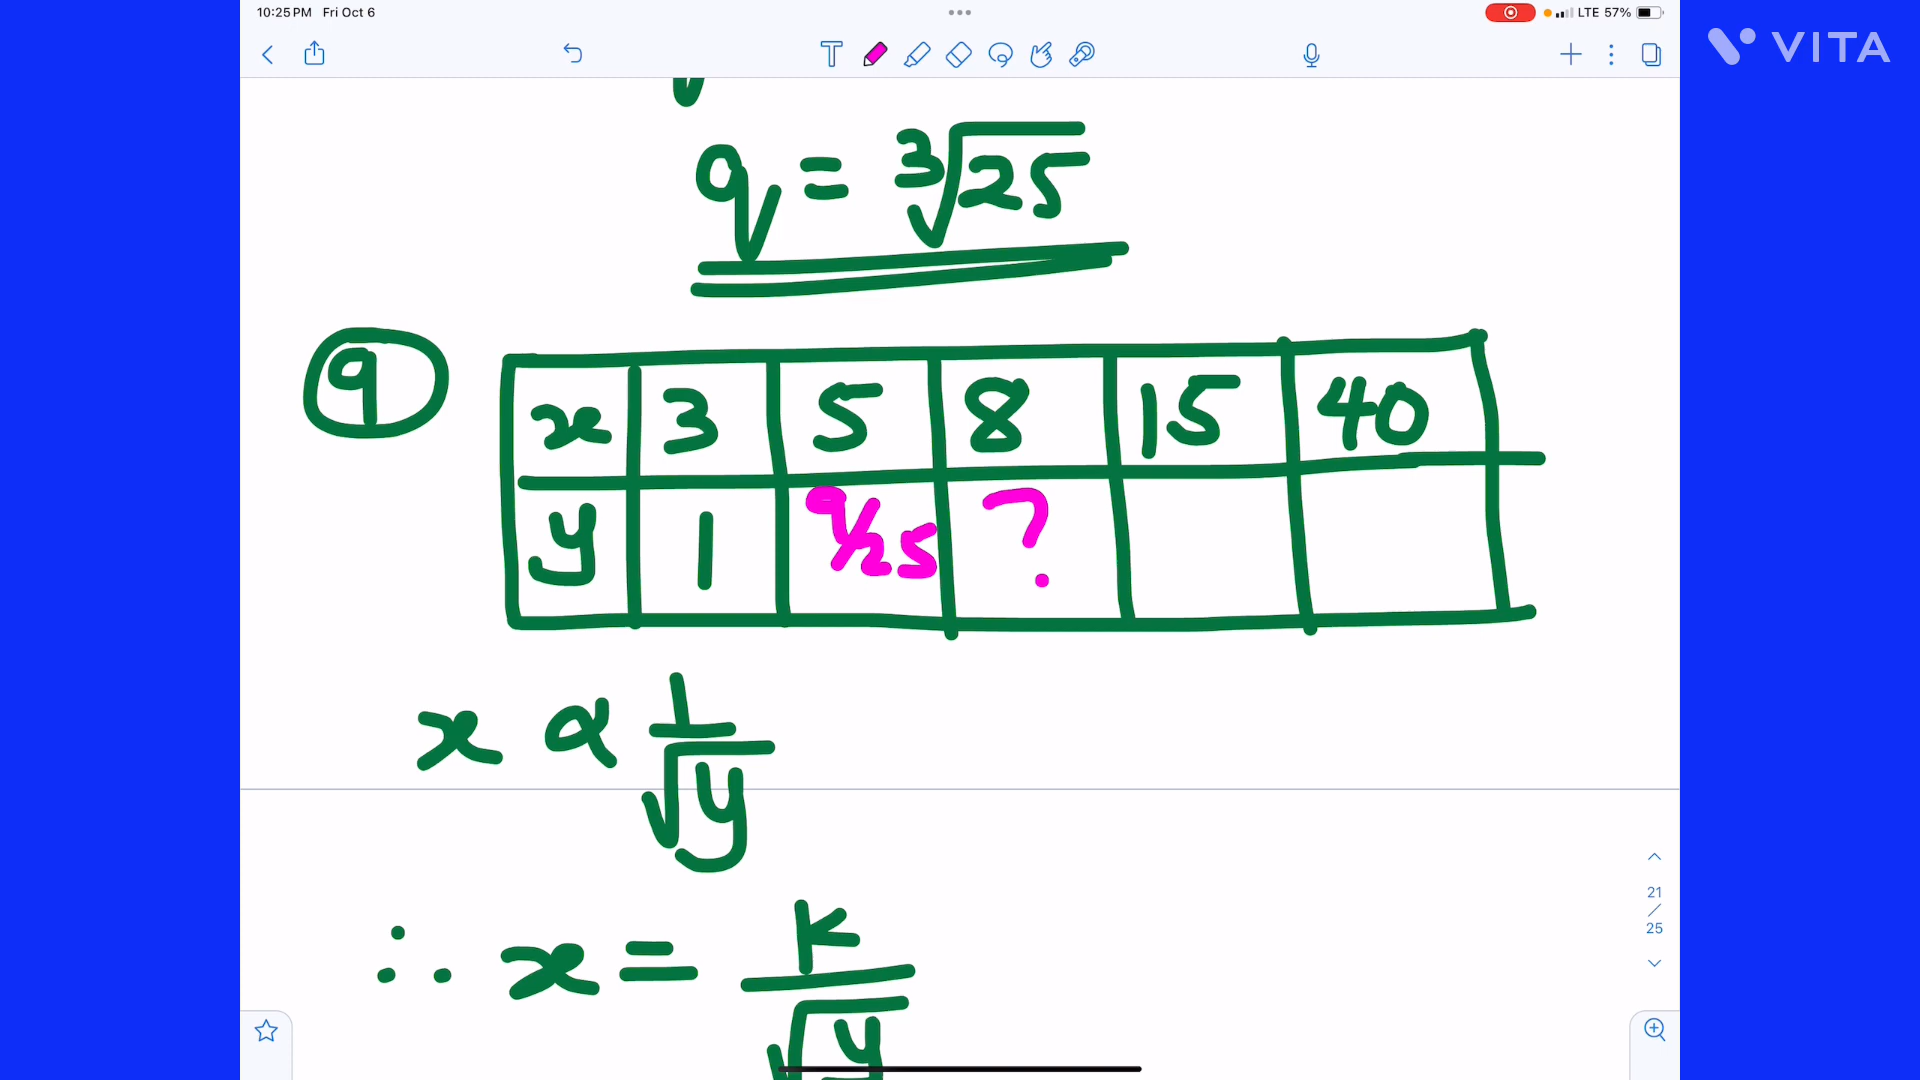 10:25 PM Fri Oct 6
LTE 57%
VITA
T
q = ³√25
9
x 3 5 8 15 40
y 1 9/25 ?
x α 1/√y
∴ x = K/√y
21
/
25